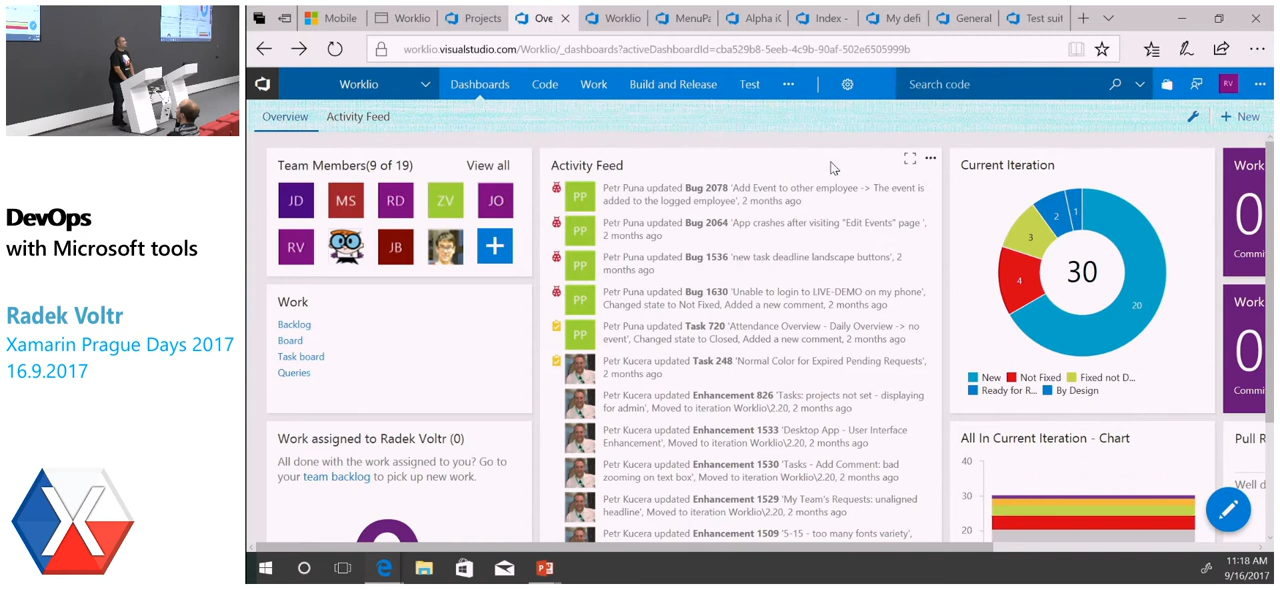 DevOps
with Microsoft tools
Radek Voltr
Xamarin Prague Days 2017
16.9.2017
Mobile
Worklio
Projects
Ove
Worklio
MenuPa
Alpha iO
Index -
My defi
General
Test suit
worklio.visualstudio.com/Worklio/_dashboards?activeDashboardId=cba529b8-5eeb-4c9b-90af-502e6505999b
Worklio
Dashboards
Code
Work
Build and Release
Test
Search code
RV
Overview
Activity Feed
New
Team Members(9 of 19)
View all
JD
MS
RD
ZV
JO
RV
JB
Work
Backlog
Board
Task board
Queries
Work assigned to Radek Voltr (0)
All done with the work assigned to you? Go to
your team backlog to pick up new work.
Activity Feed
PP
Petr Puna updated Bug 2078 'Add Event to other employee -> The event is
added to the logged employee', 2 months ago
PP
Petr Puna updated Bug 2064 'App crashes after visiting "Edit Events" page ',
2 months ago
PP
Petr Puna updated Bug 1536 'new task deadline landscape buttons', 2
months ago
PP
Petr Puna updated Bug 1630 'Unable to login to LIVE-DEMO on my phone',
Changed state to Not Fixed, Added a new comment, 2 months ago
PP
Petr Puna updated Task 720 'Attendance Overview - Daily Overview -> no
event', Changed state to Closed, Added a new comment, 2 months ago
Petr Kucera updated Task 248 'Normal Color for Expired Pending Requests',
2 months ago
Petr Kucera updated Enhancement 826 'Tasks: projects not set - displaying
for admin', Moved to iteration Worklio\2.20, 2 months ago
Petr Kucera updated Enhancement 1533 'Desktop App - User Interface
Enhancement', Moved to iteration Worklio\2.20, 2 months ago
Petr Kucera updated Enhancement 1530 'Tasks - Add Comment: bad
zooming on text box', Moved to iteration Worklio\2.20, 2 months ago
Petr Kucera updated Enhancement 1529 'My Team's Requests: unaligned
headline', Moved to iteration Worklio\2.20, 2 months ago
Petr Kucera updated Enhancement 1509 '5-15 - too many fonts variety',
Current Iteration
1
2
3
4
30
20
New
Not Fixed
Fixed not D...
Ready for R...
By Design
All In Current Iteration - Chart
40
30
20
Work
0
Commi
Work
0
Commi
Pull R
Well d
11:18 AM
9/16/2017
X